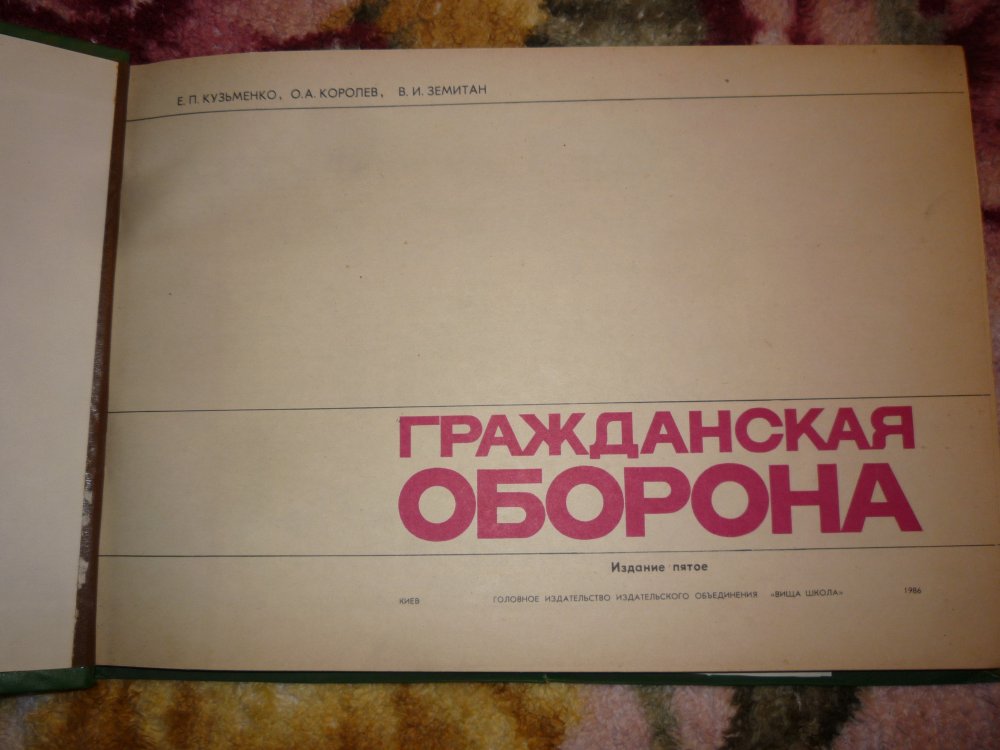 Е. П. КУЗЬМЕНКО, О. А. КОРОЛЕВ, В. И. ЗЕМИТАН
ГРАЖДАНСКАЯ
ОБОРОНА
Издание пятое
КИЕВ ГОЛОВНОЕ ИЗДАТЕЛЬСТВО ИЗДАТЕЛЬСКОГО ОБЪЕДИНЕНИЯ «ВИЩА ШКОЛА» 1986